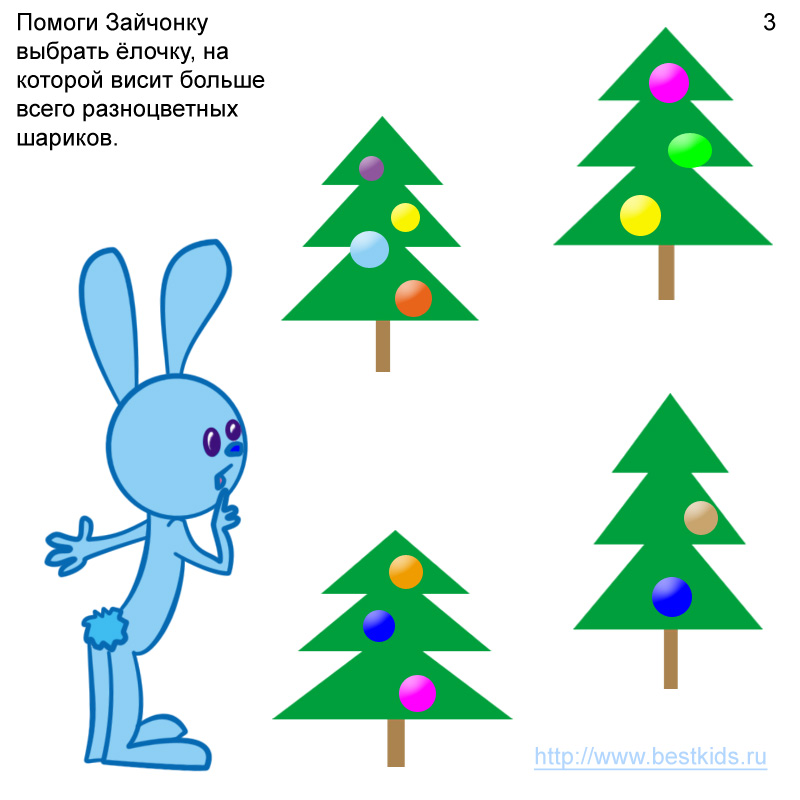 Помоги Зайчонку
выбрать ёлочку, на
которой висит больше
всего разноцветных
шариков.
3
http://www.bestkids.ru